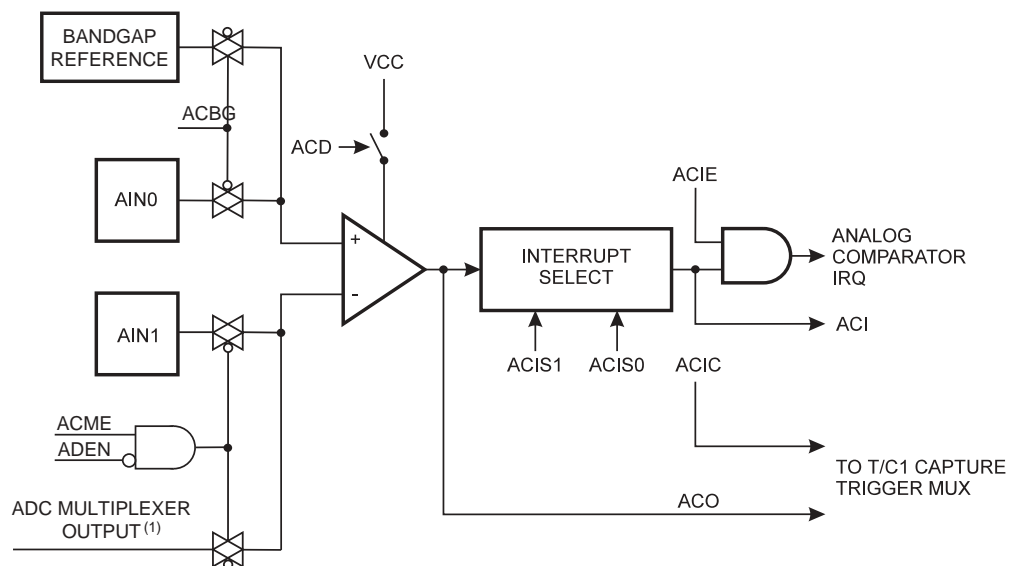 BANDGAP
REFERENCE
VCC
ACBG
ACD
AIN0
ACIE
+
INTERRUPT
SELECT
ANALOG
COMPARATOR
IRQ
-
AIN1
ACI
ACIS1
ACIS0
ACIC
ACME
ADEN
TO T/C1 CAPTURE
TRIGGER MUX
ADC MULTIPLEXER
OUTPUT (1)
ACO